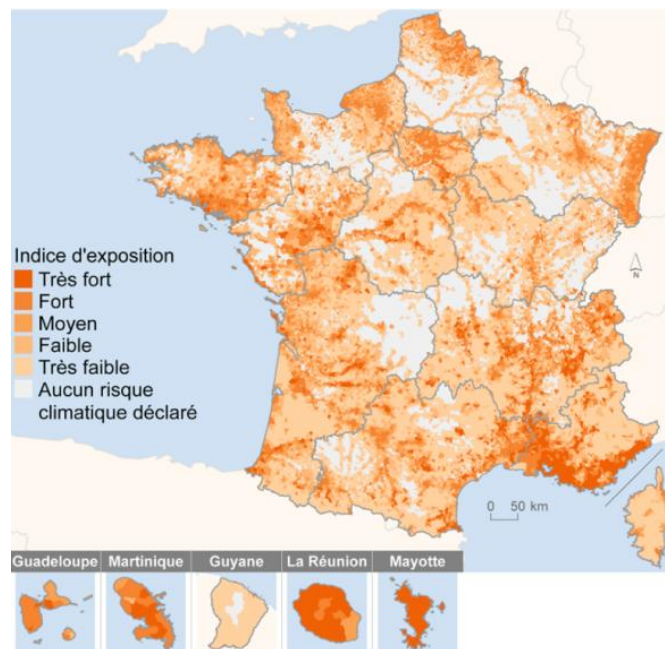 Indice d'exposition
Très fort
Fort
Moyen
Faible
Très faible
Aucun risque
climatique déclaré
N
0 50 km
Guadeloupe Martinique Guyane La Réunion Mayotte